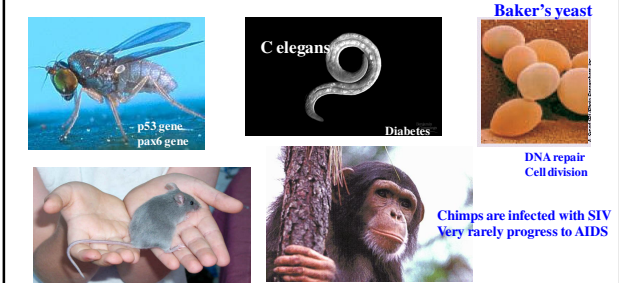 Baker's yeast
C elegans
p53 gene
pax6 gene
Diabetes
DNA repair
Cell division
Chimps are infected with SIV
Very rarely progress to AIDS